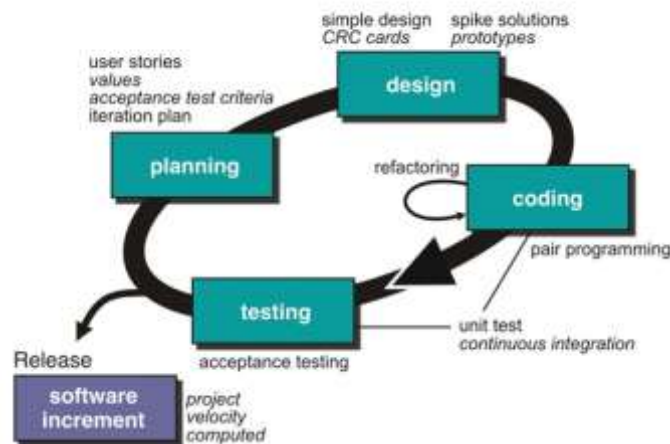 simple design
CRC cards
spike solutions
prototypes
design
user stories
values
acceptance test criteria
iteration plan
planning
refactoring
coding
pair programming
testing
acceptance testing
unit test
continuous integration
Release
software
increment
project
velocity
computed